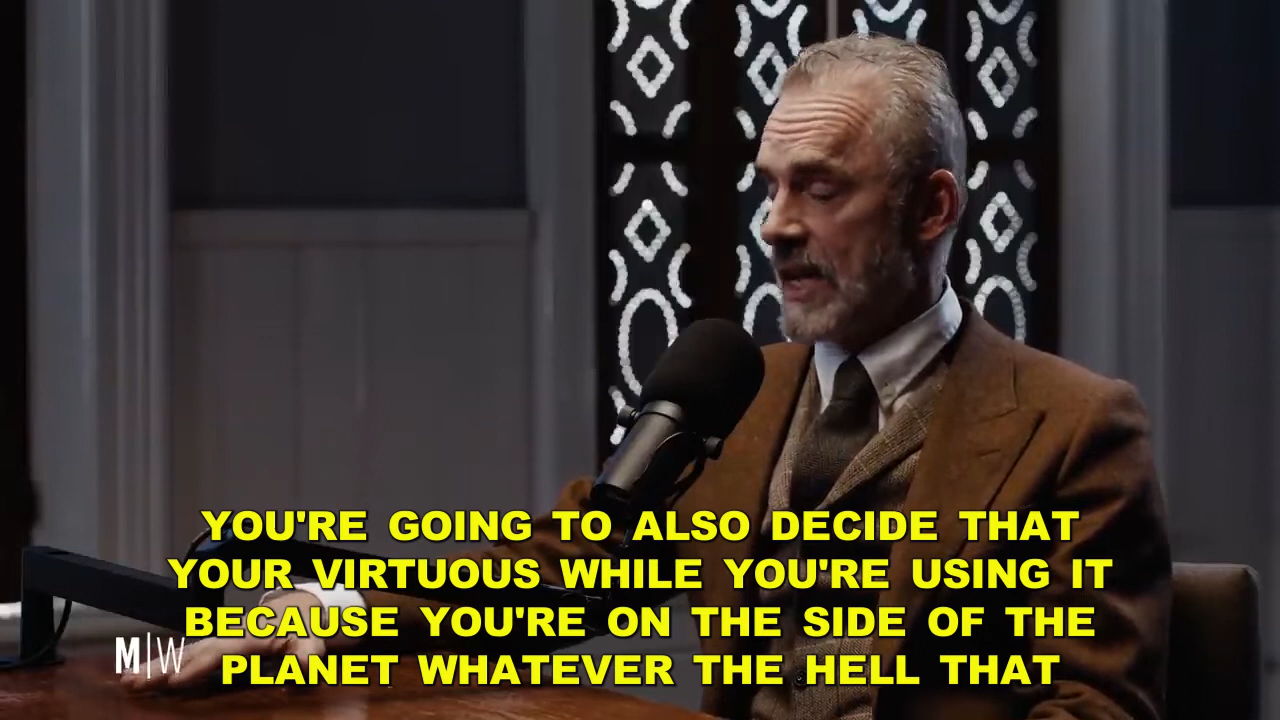 YOU'RE GOING TO ALSO DECIDE THAT
YOUR VIRTUOUS WHILE YOU'RE USING IT
BECAUSE YOU'RE ON THE SIDE OF THE
PLANET WHATEVER THE HELL THAT
M|W